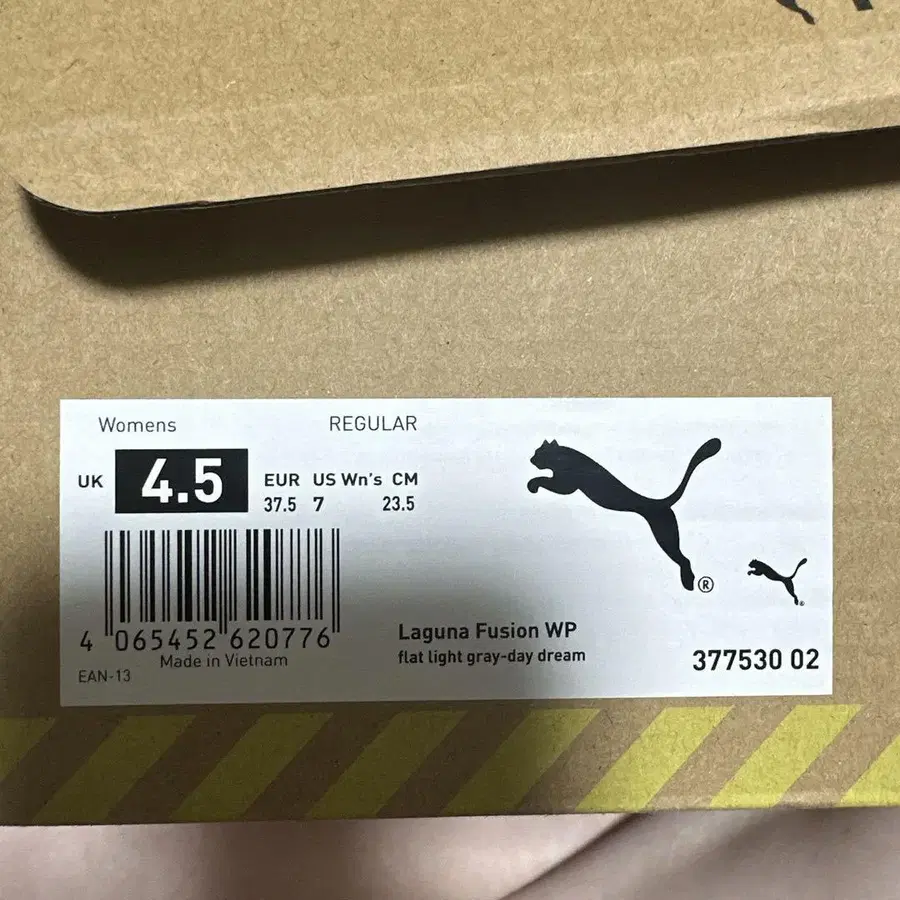 Womens REGULAR
UK 4.5 EUR US Wn's CM
37.5 7 23.5
4 065452 620776
Made in Vietnam
EAN-13
®
®
Laguna Fusion WP
flat light gray-day dream
377530 02